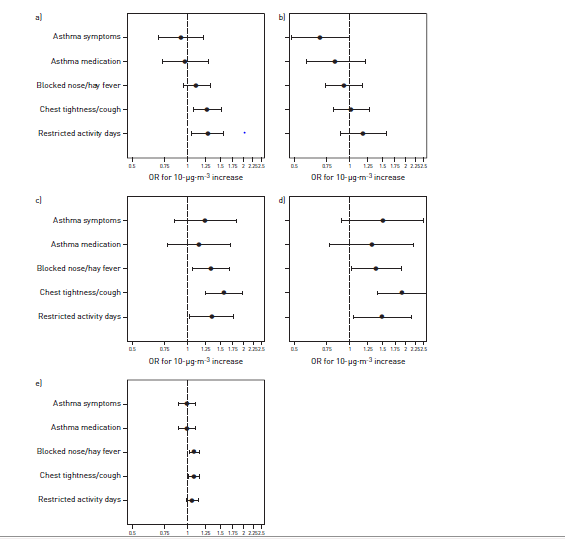 a)
Asthma symptoms
Asthma medication
Blocked nose/hay fever
Chest tightness/cough
Restricted activity days
0.5 0.75 1 1.25 1.5 1.75 2 2.25 2.5
OR for 10-µg·m-3 increase
b)
0.5 0.75 1 1.25 1.5 1.75 2 2.25 2.5
OR for 10-µg·m-3 increase
c)
Asthma symptoms
Asthma medication
Blocked nose/hay fever
Chest tightness/cough
Restricted activity days
0.5 0.75 1 1.25 1.5 1.75 2 2.25 2.5
OR for 10-µg·m-3 increase
d)
0.5 0.75 1 1.25 1.5 1.75 2 2.25 2.5
OR for 10-µg·m-3 increase
e)
Asthma symptoms
Asthma medication
Blocked nose/hay fever
Chest tightness/cough
Restricted activity days
0.5 0.75 1 1.25 1.5 1.75 2 2.25 2.5